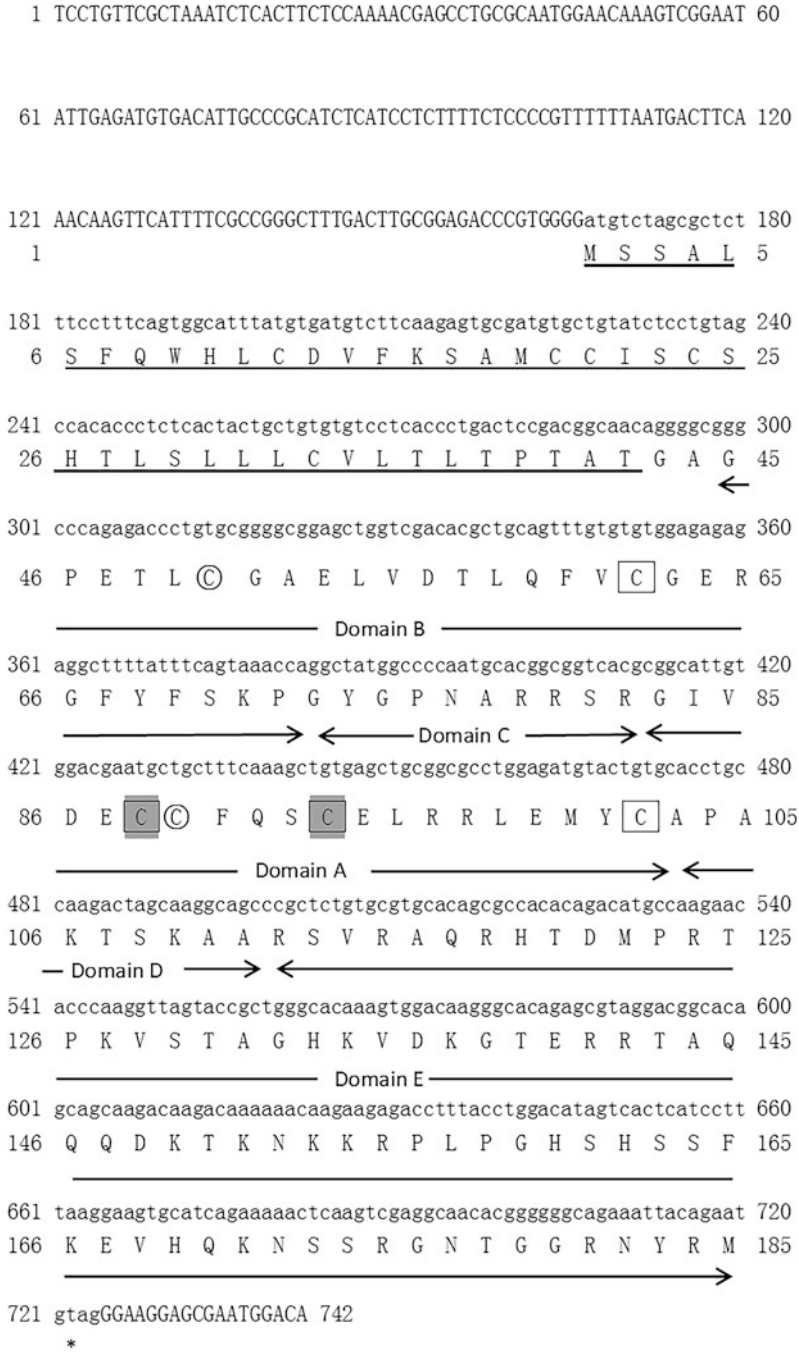 1 TCCTGTTCGCTAAATCTCACTTCTCCAAAACGAGCCTGCGCAATGGAACAAAGTCGGAAT 60
61 ATTGAGATGTGACATTGCCCGCATCTCATCCTCTTTTCTCCCCGTTTTTTAATGACTTCA 120
121 AACAAGTTCATTTTCGCCGGGCTTTGACTTGCGGAGACCCGTGGGGatgtctagcgctct 180
1 M S S A L 5
181 ttcctttcagtggcatttatgtgatgtcttcaagagtgcgatgtgctgtatctcctgtag 240
6 S F Q W H L C D V F K S A M C C I S C S 25
241 ccacaccctctcactactgctgtgtgtcctcaccctgactccgacggcaacaggggcggg 300
26 H T L S L L L C V L T L T P T A T G A G 45
301 cccagagaccctgtgcggggcggagctggtcgacacgctgcagtttgtgtgtggagagag 360
46 P E T L C G A E L V D T L Q F V C G E R 65
Domain B
361 aggcttttatttcagtaaaccaggctatggccccaatgcacggcggtcacgcggcattgt 420
66 G F Y F S K P G Y G P N A R R S R G I V 85
Domain C
421 ggacgaatgctgctttcaaagctgtgagctgcggcgcctggagatgtactgtgcacctgc 480
86 D E C C F Q S C E L R R L E M Y C A P A 105
Domain A
481 caagactagcaaggcagcccgctctgtgcgtgcacagcgccacacagacatgccaagaac 540
106 K T S K A A R S V R A Q R H T D M P R T 125
Domain D
541 acccaaggttagtaccgctgggcacaaagtggacaagggcacagagcgtaggacggcaca 600
126 P K V S T A G H K V D K G T E R R T A Q 145
Domain E
601 gcagcaagacaagacaaaaaacaagaagagacctttacctggacatagtcactcatcctt 660
146 Q Q D K T K N K K R P L P G H S H S S F 165
661 taaggaagtgcatcagaaaaactcaagtcgaggcaacacggggggcagaaattacagaat 720
166 K E V H Q K N S S R G N T G G R N Y R M 185
721 gtagGGAAGGAGCGAATGGACA 742
*